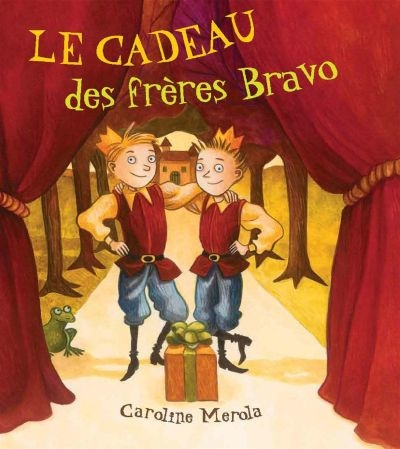 LE CADEAU
des frères Bravo
Caroline Merola